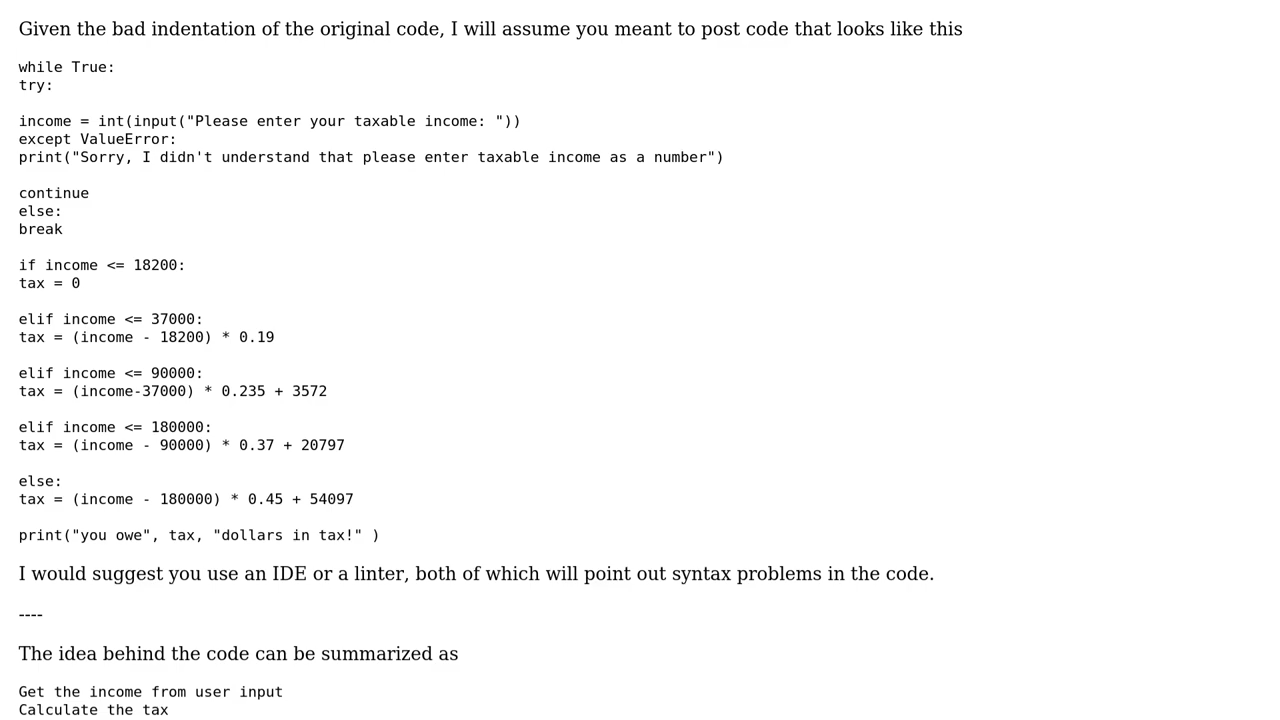 Given the bad indentation of the original code, I will assume you meant to post code that looks like this
while True:
try:
income = int(input("Please enter your taxable income: "))
except ValueError:
print("Sorry, I didn't understand that please enter taxable income as a number")
continue
else:
break
if income <= 18200:
tax = 0
elif income <= 37000:
tax = (income - 18200) * 0.19
elif income <= 90000:
tax = (income-37000) * 0.235 + 3572
elif income <= 180000:
tax = (income - 90000) * 0.37 + 20797
else:
tax = (income - 180000) * 0.45 + 54097
print("you owe", tax, "dollars in tax!" )
I would suggest you use an IDE or a linter, both of which will point out syntax problems in the code.
----
The idea behind the code can be summarized as
Get the income from user input
Calculate the tax